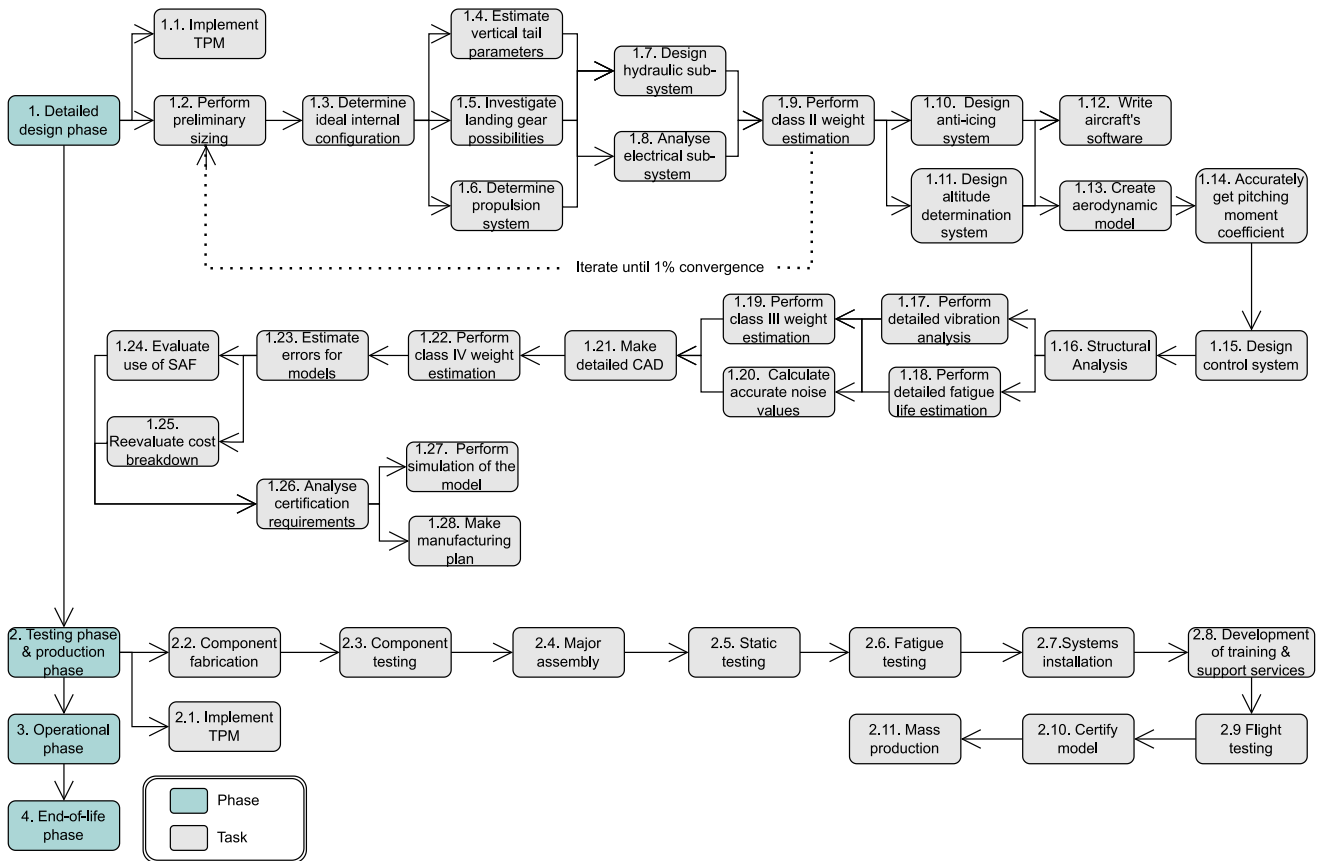 1. Detailed
design phase
1.1. Implement
TPM
1.2. Perform
preliminary
sizing
1.3. Determine
ideal internal
configuration
1.4. Estimate
vertical tail
parameters
1.5. Investigate
landing gear
possibilities
1.6. Determine
propulsion
system
1.7. Design
hydraulic sub-
system
1.8. Analyse
electrical sub-
system
1.9. Perform
class II weight
estimation
1.10. Design
anti-icing
system
1.11. Design
altitude
determination
system
1.12. Write
aircraft's
software
1.13. Create
aerodynamic
model
1.14. Accurately
get pitching
moment
coefficient
Iterate until 1% convergence
1.15. Design
control system
1.16. Structural
Analysis
1.17. Perform
detailed vibration
analysis
1.18. Perform
detailed fatigue
life estimation
1.19. Perform
class III weight
estimation
1.20. Calculate
accurate noise
values
1.21. Make
detailed CAD
1.22. Perform
class IV weight
estimation
1.23. Estimate
errors for
models
1.24. Evaluate
use of SAF
1.25.
Reevaluate cost
breakdown
1.26. Analyse
certification
requirements
1.27. Perform
simulation of the
model
1.28. Make
manufacturing
plan
2. Testing phase
& production
phase
2.2. Component
fabrication
2.3. Component
testing
2.4. Major
assembly
2.5. Static
testing
2.6. Fatigue
testing
2.7.Systems
installation
2.8. Development
of training &
support services
2.1. Implement
TPM
2.9 Flight
testing
2.10. Certify
model
2.11. Mass
production
3. Operational
phase
4. End-of-life
phase
Phase
Task